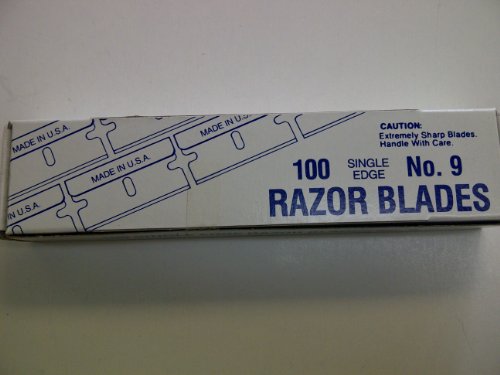 MADE IN U.S.A.
MADE IN U.S.A.
MADE IN U.S.A.
CAUTION:
Extremely Sharp Blades.
Handle With Care.
100 SINGLE EDGE No. 9
RAZOR BLADES